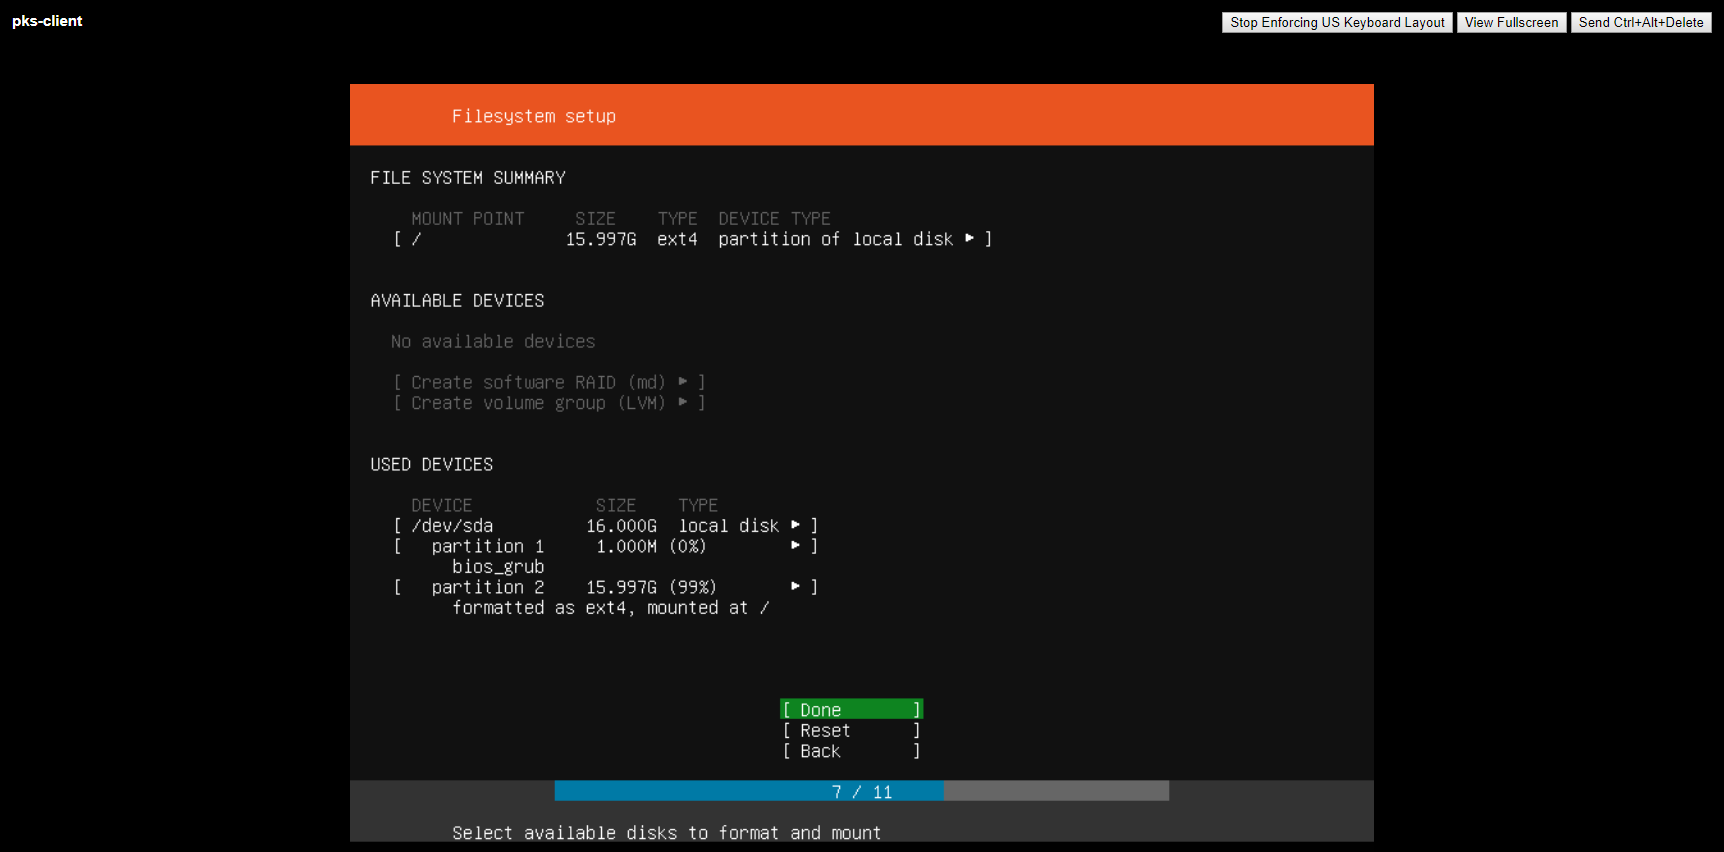 pks-client
Stop Enforcing US Keyboard Layout View Fullscreen Send Ctrl+Alt+Delete
Filesystem setup
FILE SYSTEM SUMMARY
MOUNT POINT SIZE TYPE DEVICE TYPE
[ / 15.997G ext4 partition of local disk ▸ ]
AVAILABLE DEVICES
No available devices
[ Create software RAID (md) ▸ ]
[ Create volume group (LVM) ▸ ]
USED DEVICES
DEVICE SIZE TYPE
[ /dev/sda 16.000G local disk ▸ ]
[ partition 1 1.000M (0%) ▸ ]
bios_grub
[ partition 2 15.997G (99%) ▸ ]
formatted as ext4, mounted at /
[ Done ]
[ Reset ]
[ Back ]
7 / 11
Select available disks to format and mount